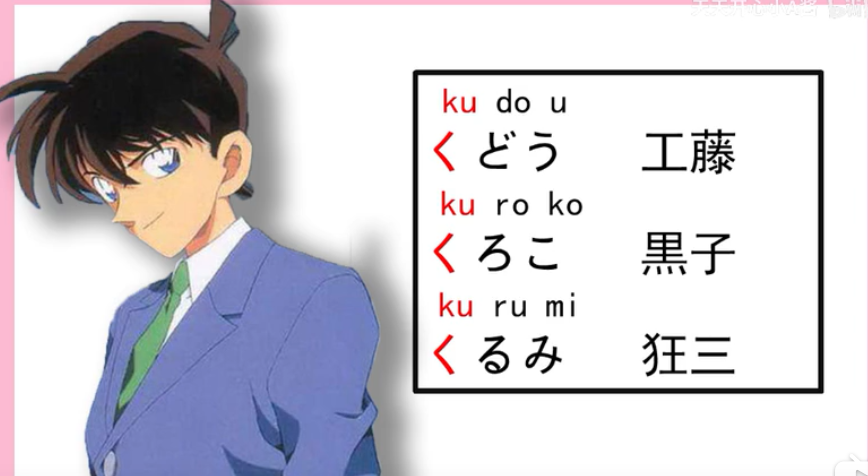 ku do u
くどう 工藤
ku ro ko
くろこ 黒子
ku ru mi
くるみ 狂三